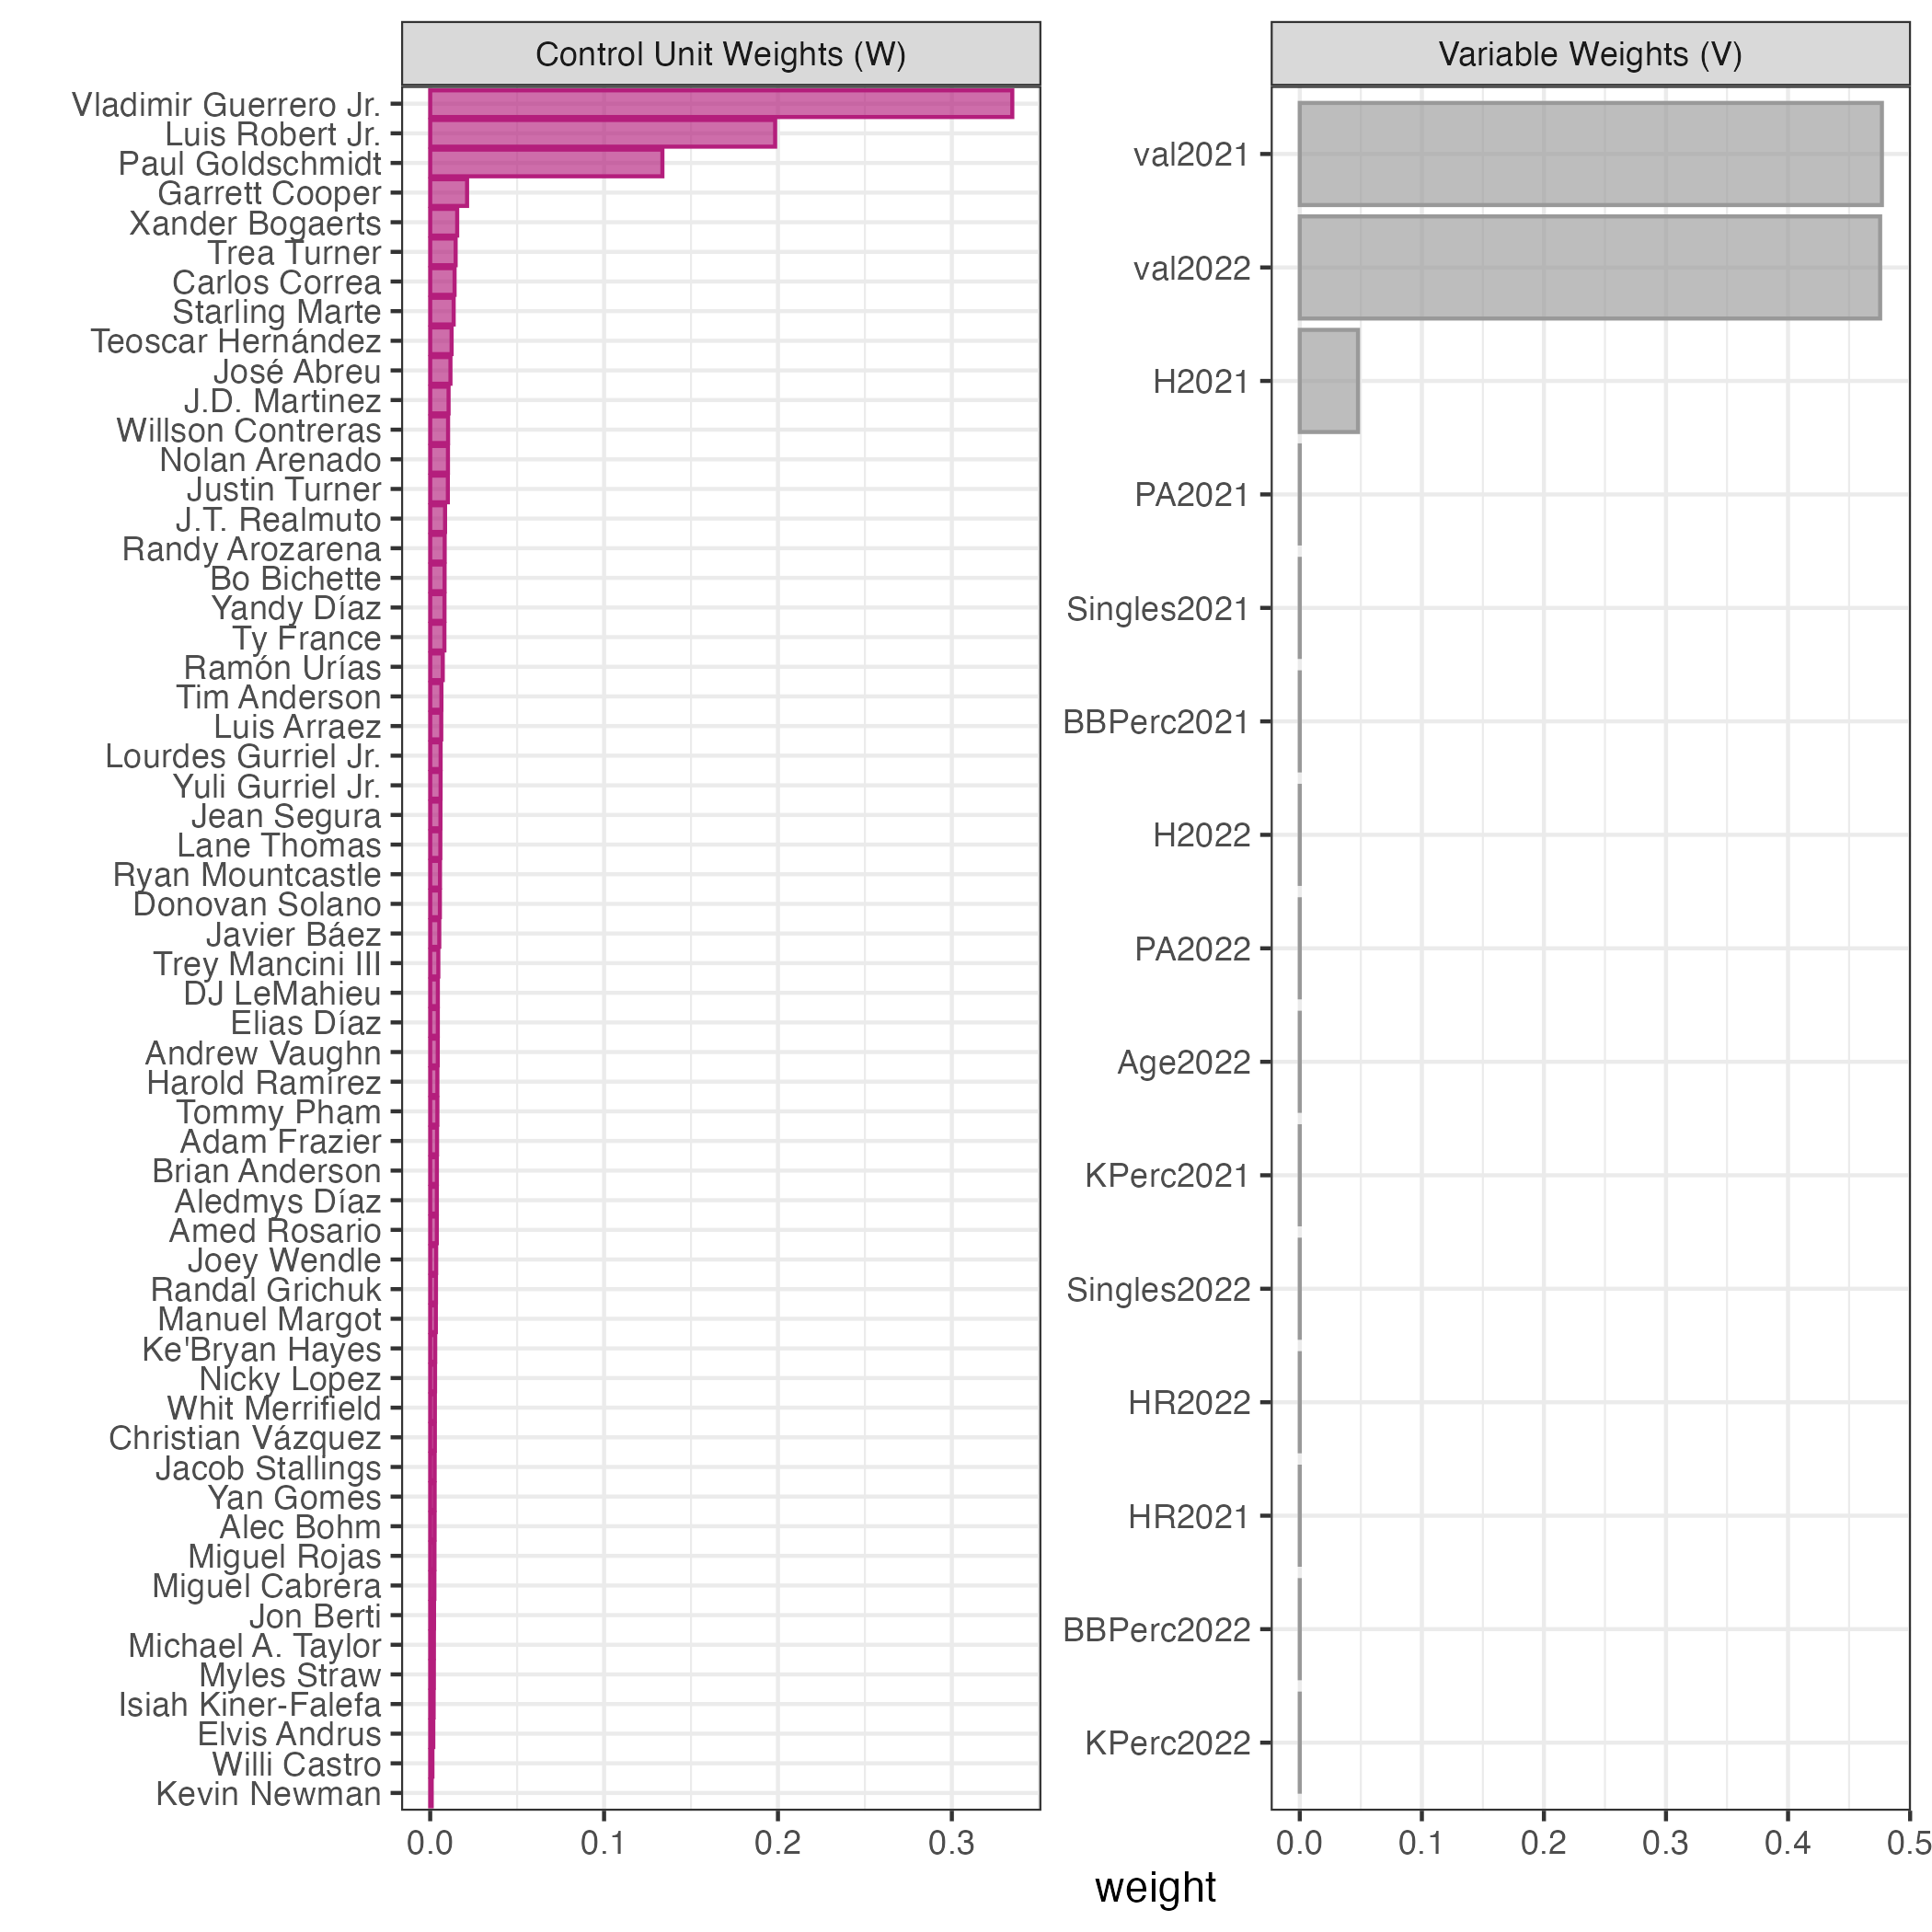 Control Unit Weights (W)
Vladimir Guerrero Jr.
Luis Robert Jr.
Paul Goldschmidt
Garrett Cooper
Xander Bogaerts
Trea Turner
Carlos Correa
Starling Marte
Teoscar Hernández
José Abreu
J.D. Martinez
Willson Contreras
Nolan Arenado
Justin Turner
J.T. Realmuto
Randy Arozarena
Bo Bichette
Yandy Díaz
Ty France
Ramón Urías
Tim Anderson
Luis Arraez
Lourdes Gurriel Jr.
Yuli Gurriel Jr.
Jean Segura
Lane Thomas
Ryan Mountcastle
Donovan Solano
Javier Báez
Trey Mancini III
DJ LeMahieu
Elias Díaz
Andrew Vaughn
Harold Ramírez
Tommy Pham
Adam Frazier
Brian Anderson
Aledmys Díaz
Amed Rosario
Joey Wendle
Randal Grichuk
Manuel Margot
Ke'Bryan Hayes
Nicky Lopez
Whit Merrifield
Christian Vázquez
Jacob Stallings
Yan Gomes
Alec Bohm
Miguel Rojas
Miguel Cabrera
Jon Berti
Michael A. Taylor
Myles Straw
Isiah Kiner-Falefa
Elvis Andrus
Willi Castro
Kevin Newman
0.0 0.1 0.2 0.3
Variable Weights (V)
val2021
val2022
H2021
PA2021
Singles2021
BBPerc2021
H2022
PA2022
Age2022
KPerc2021
Singles2022
HR2022
HR2021
BBPerc2022
KPerc2022
0.0 0.1 0.2 0.3 0.4 0.5
weight